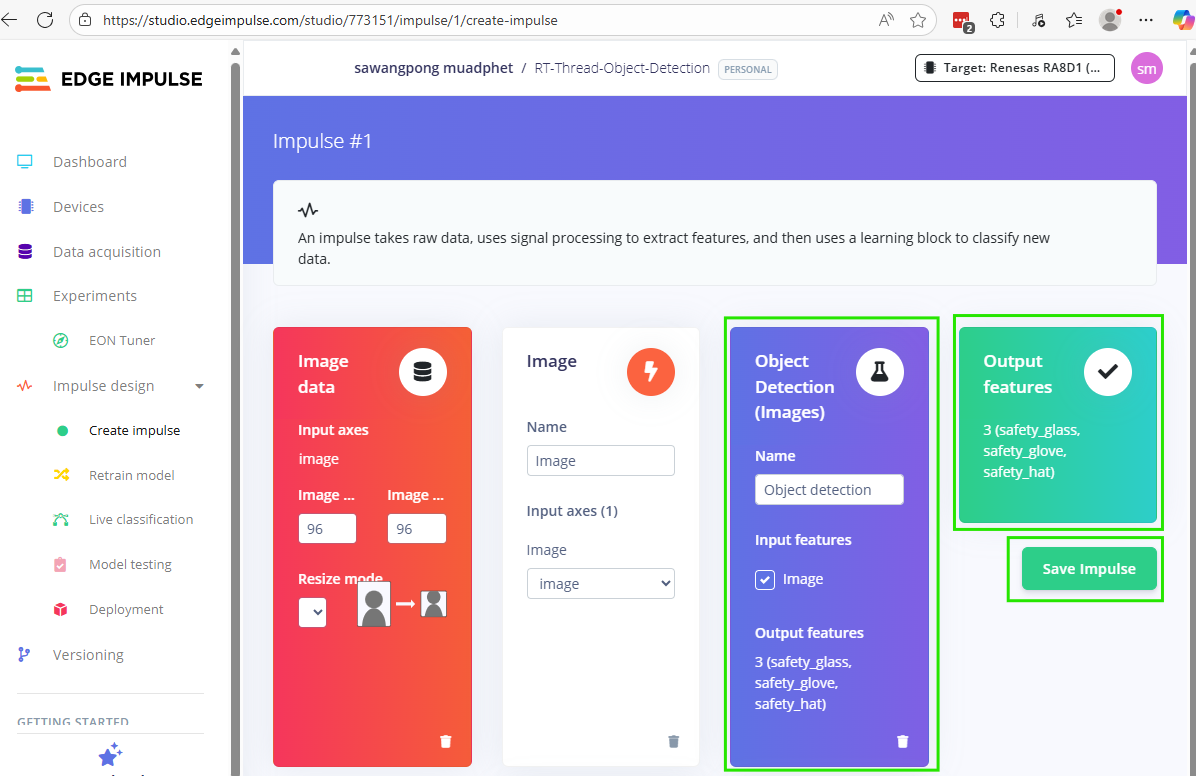 https://studio.edgeimpulse.com/studio/773151/impulse/1/create-impulse
2
EDGE IMPULSE
sawangpong muadphet / RT-Thread-Object-Detection PERSONAL
Target: Renesas RA8D1 (...
sm
Dashboard
Devices
Data acquisition
Experiments
EON Tuner
Impulse design
Create impulse
Retrain model
Live classification
Model testing
Deployment
Versioning
GETTING STARTED
Impulse #1
An impulse takes raw data, uses signal processing to extract features, and then uses a learning block to classify new
data.
Image
data
Input axes
image
Image ... Image ...
96 96
Resize mode
Image
Name
Image
Input axes (1)
Image
image
Object
Detection
(Images)
Name
Object detection
Input features
Image
Output features
3 (safety_glass,
safety_glove,
safety_hat)
Output
features
3 (safety_glass,
safety_glove,
safety_hat)
Save Impulse